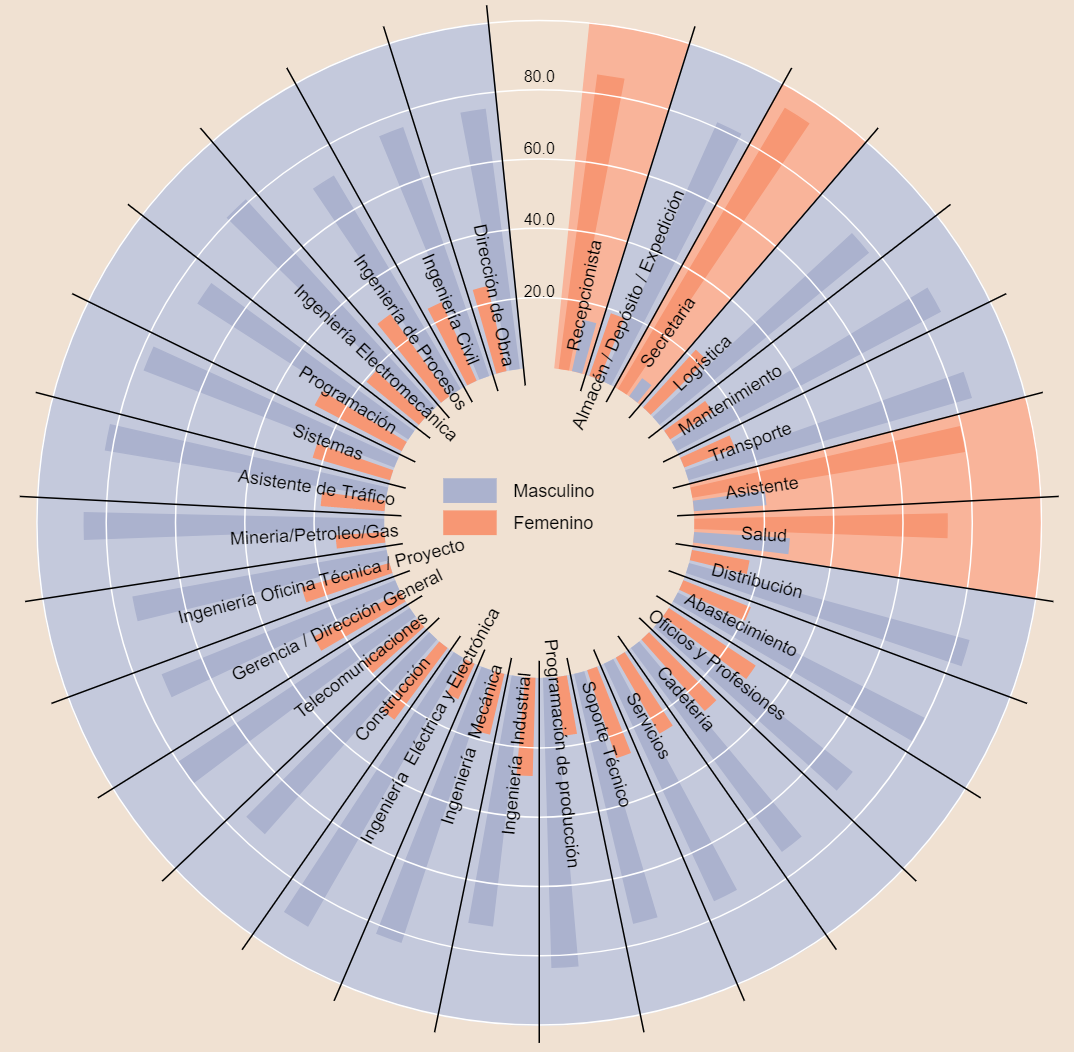 80.0
60.0
40.0
20.0
Recepcionista
Almacén / Depósito / Expedición
Secretaria
Logística
Mantenimiento
Transporte
Asistente
Salud
Distribución
Abastecimiento
Oficios y Profesiones
Cadetería
Servicios
Soporte Técnico
Programación de producción
Ingeniería Industrial
Ingeniería Mecánica
Ingeniería Eléctrica y Electrónica
Construcción
Telecomunicaciones
Gerencia / Dirección General
Ingeniería Oficina Técnica / Proyecto
Mineria/Petroleo/Gas
Asistente de Tráfico
Sistemas
Programación
Ingeniería Electromecánica
Ingeniería de Procesos
Ingeniería Civil
Dirección de Obra
Masculino
Femenino